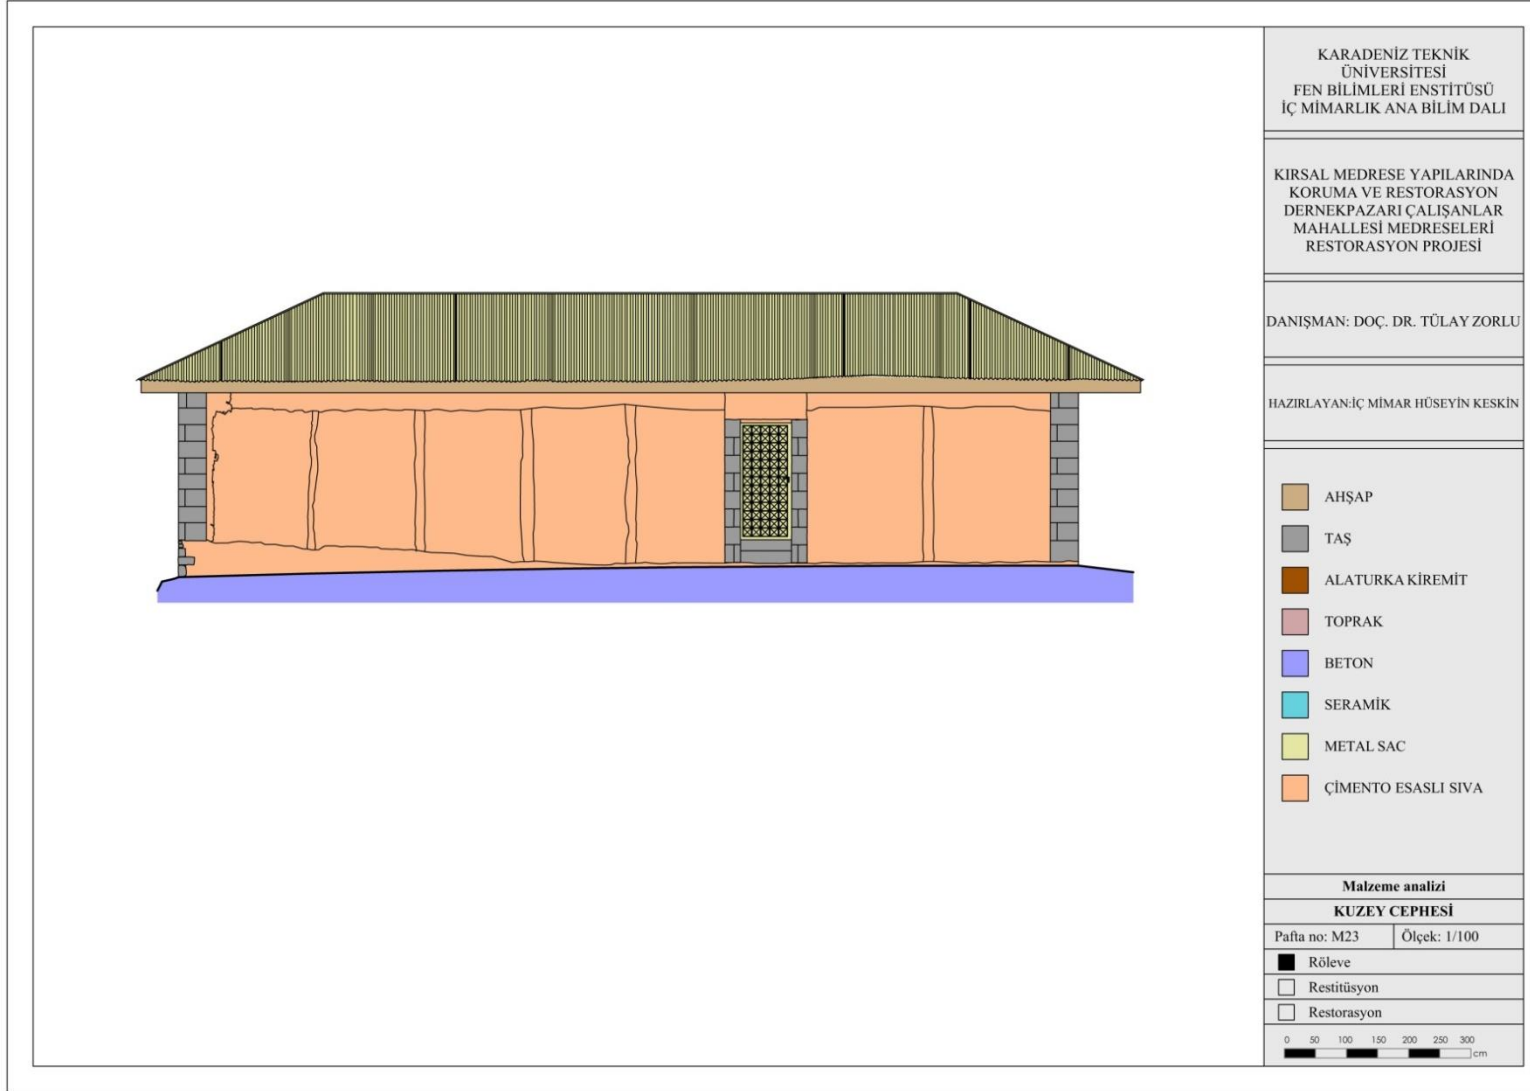 KARADENİZ TEKNİK
ÜNİVERSİTESİ
FEN BİLİMLERİ ENSTİTÜSÜ
İÇ MİMARLIK ANA BİLİM DALI
KIRSAL MEDRESE YAPILARINDA
KORUMA VE RESTORASYON
DERNEKPAZARI ÇALIŞANLAR
MAHALLESİ MEDRESELERİ
RESTORASYON PROJESİ
DANIŞMAN: DOÇ. DR. TÜLAY ZORLU
HAZIRLAYAN:İÇ MİMAR HÜSEYİN KESKİN
AHŞAP
TAŞ
ALATURKA KİREMİT
TOPRAK
BETON
SERAMİK
METAL SAC
ÇİMENTO ESASLI SIVA
Malzeme analizi
KUZEY CEPHESİ
Pafta no: M23 Ölçek: 1/100
Röleve
Restitüsyon
Restorasyon
0 50 100 150 200 250 300
cm